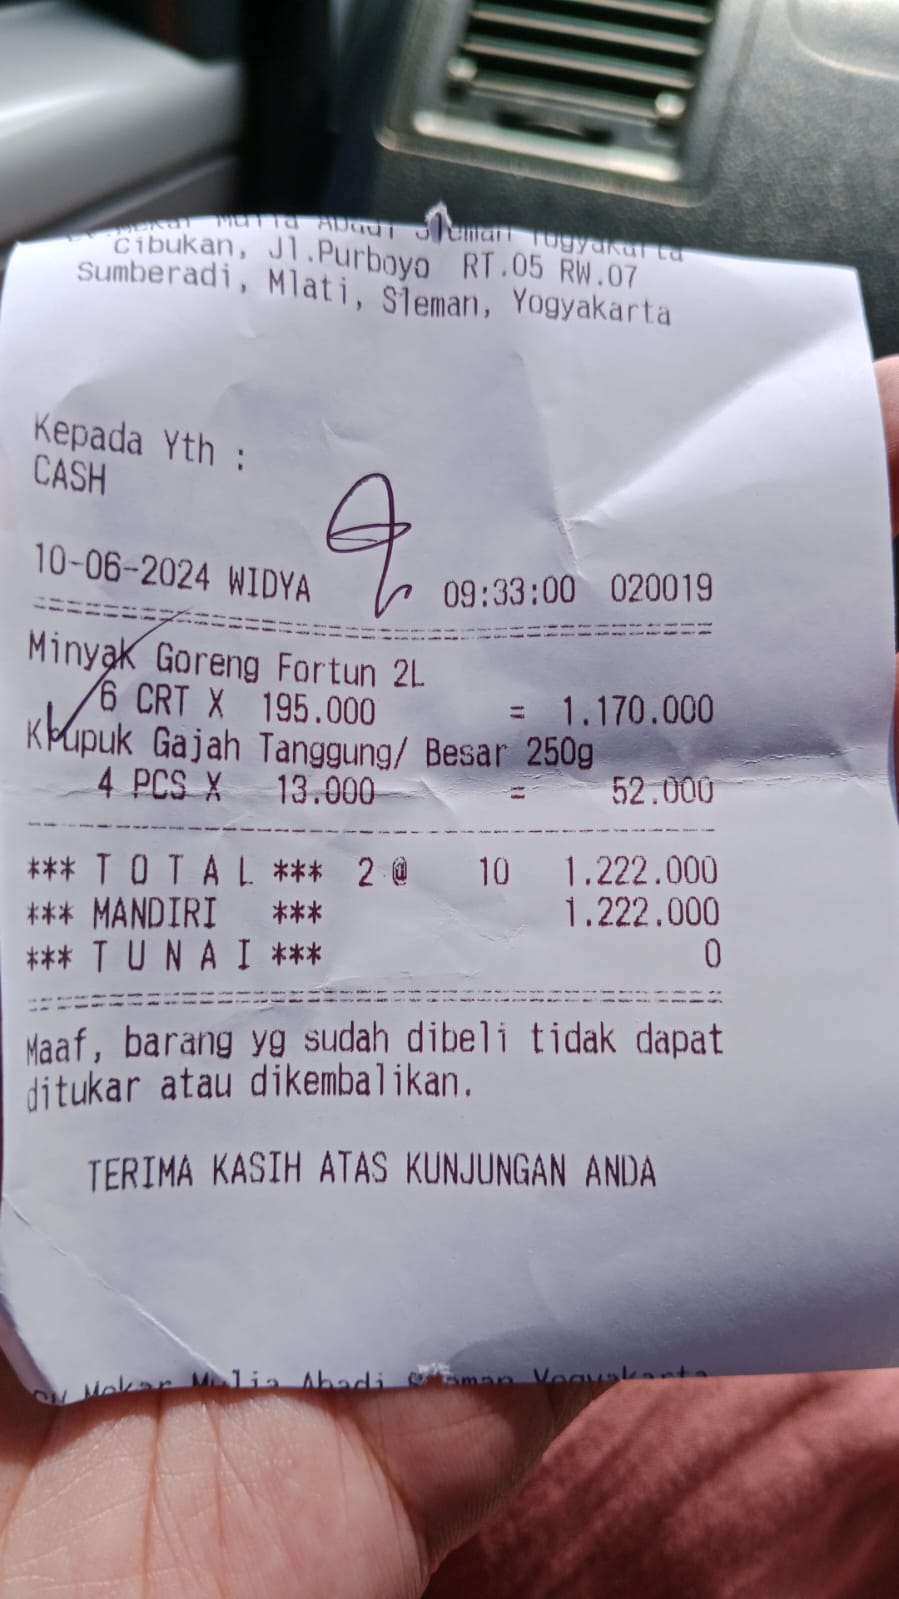 CV.Mekar Mulia Abadi Sleman Yogyakarta
Cibukan, Jl.Purboyo RT.05 RW.07
Sumberadi, Mlati, Sleman, Yogyakarta
Kepada Yth :
CASH
10-06-2024 WIDYA 09:33:00 020019
Minyak Goreng Fortun 2L
6 CRT X 195.000 = 1.170.000
Krupuk Gajah Tanggung/ Besar 250g
4 PCS X 13.000 = 52.000
*** T O T A L *** 2 @ 10 1.222.000
*** MANDIRI *** 1.222.000
*** T U N A I *** 0
Maaf, barang yg sudah dibeli tidak dapat
ditukar atau dikembalikan.
TERIMA KASIH ATAS KUNJUNGAN ANDA
CV Mekar Mulia Abadi Sleman Yogyakarta